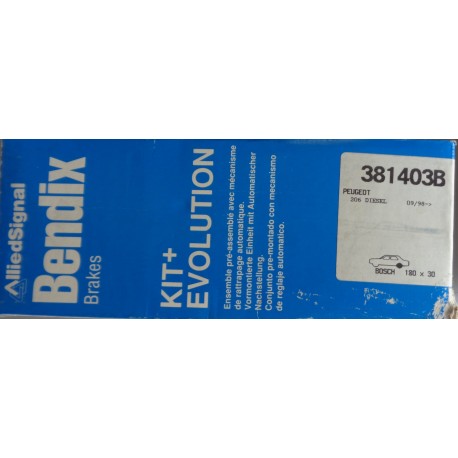 AlliedSignal
Bendix
Brakes
KIT+
EVOLUTION
Ensemble pré-assemblé avec mécanisme
de rattrapage automatique.
Vormontierte Einheit mit Automatischer
Nachstellung.
Conjunto pre-montado con mecanismo
de reglaje automatico.
381403B
PEUGEOT
206 DIESEL 09/98->
BOSCH 180 x 30